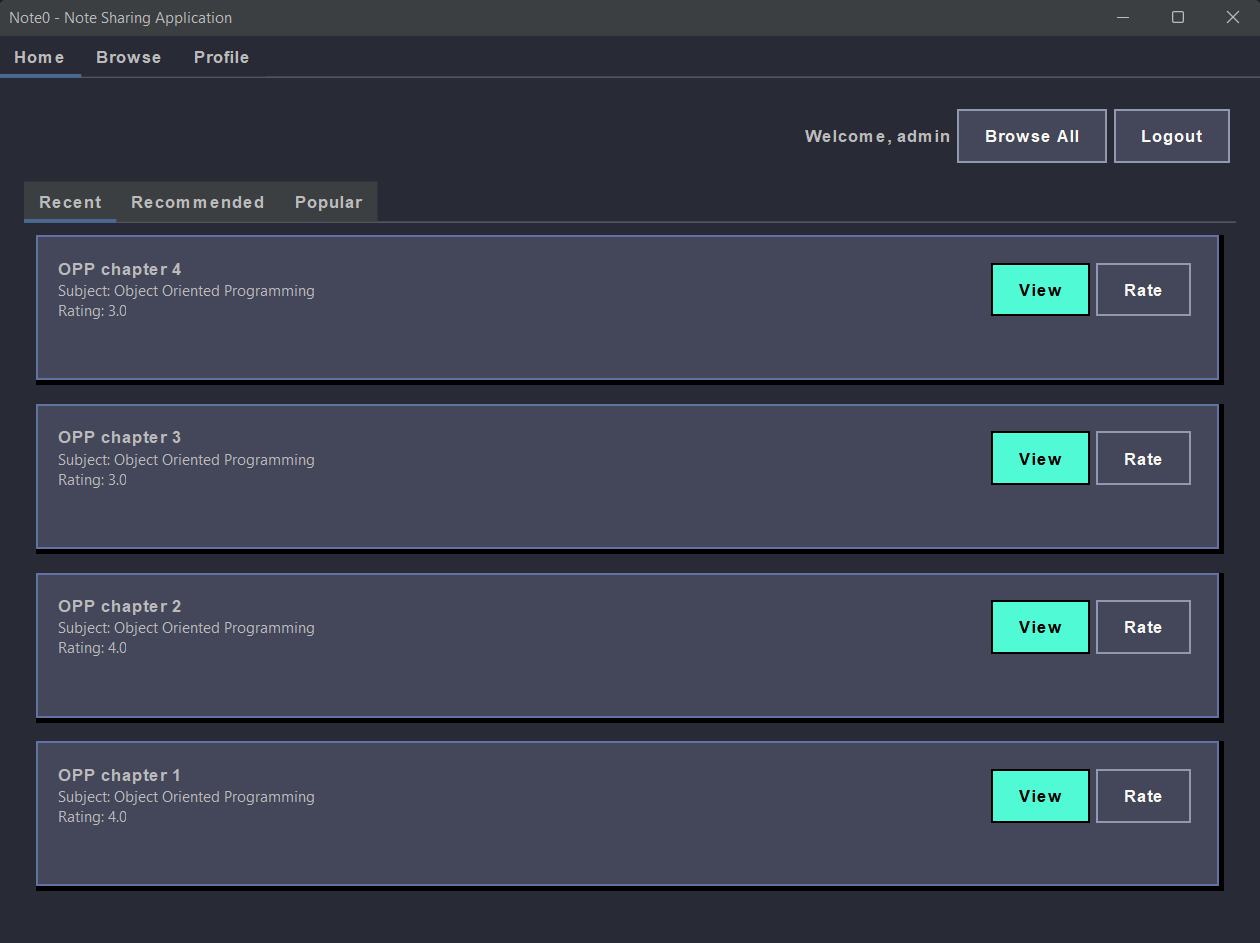 Note0 - Note Sharing Application
Home Browse Profile
Welcome, admin Browse All Logout
Recent Recommended Popular
OPP chapter 4
Subject: Object Oriented Programming
Rating: 3.0
View Rate
OPP chapter 3
Subject: Object Oriented Programming
Rating: 3.0
View Rate
OPP chapter 2
Subject: Object Oriented Programming
Rating: 4.0
View Rate
OPP chapter 1
Subject: Object Oriented Programming
Rating: 4.0
View Rate